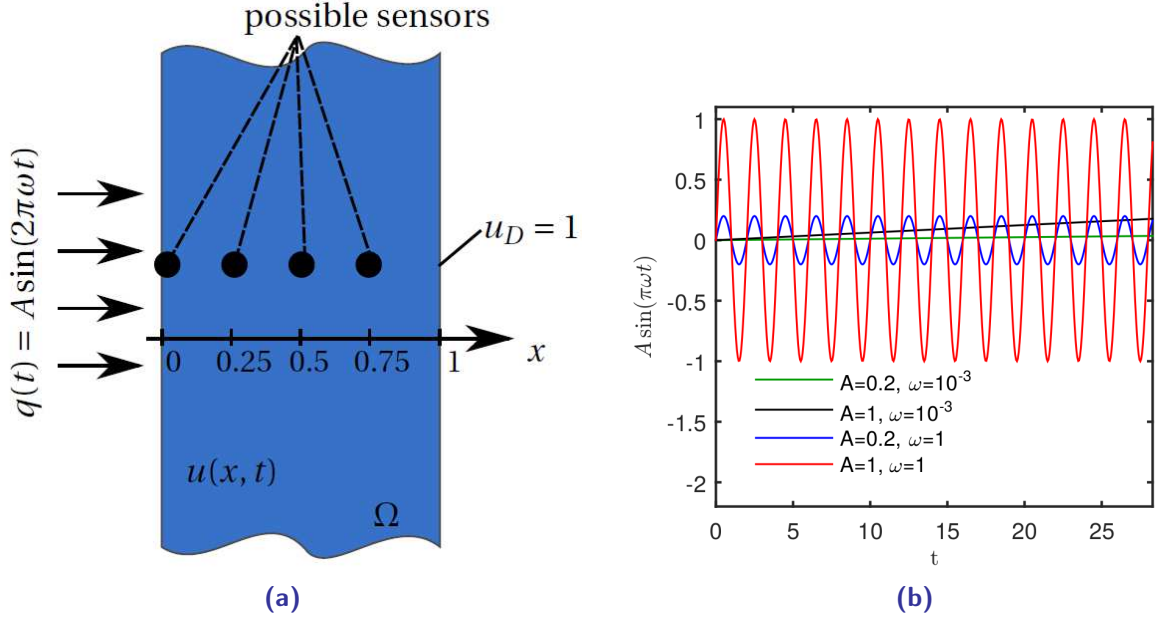 possible sensors
q(t) = A sin(2πωt)
u_D = 1
0 0.25 0.5 0.75 1 x
u(x, t)
Ω
(a)
A sin(πωt)
1
0.5
0
-0.5
-1
-1.5
-2
A=0.2, ω=10⁻³
A=1, ω=10⁻³
A=0.2, ω=1
A=1, ω=1
0 5 10 15 20 25
t
(b)